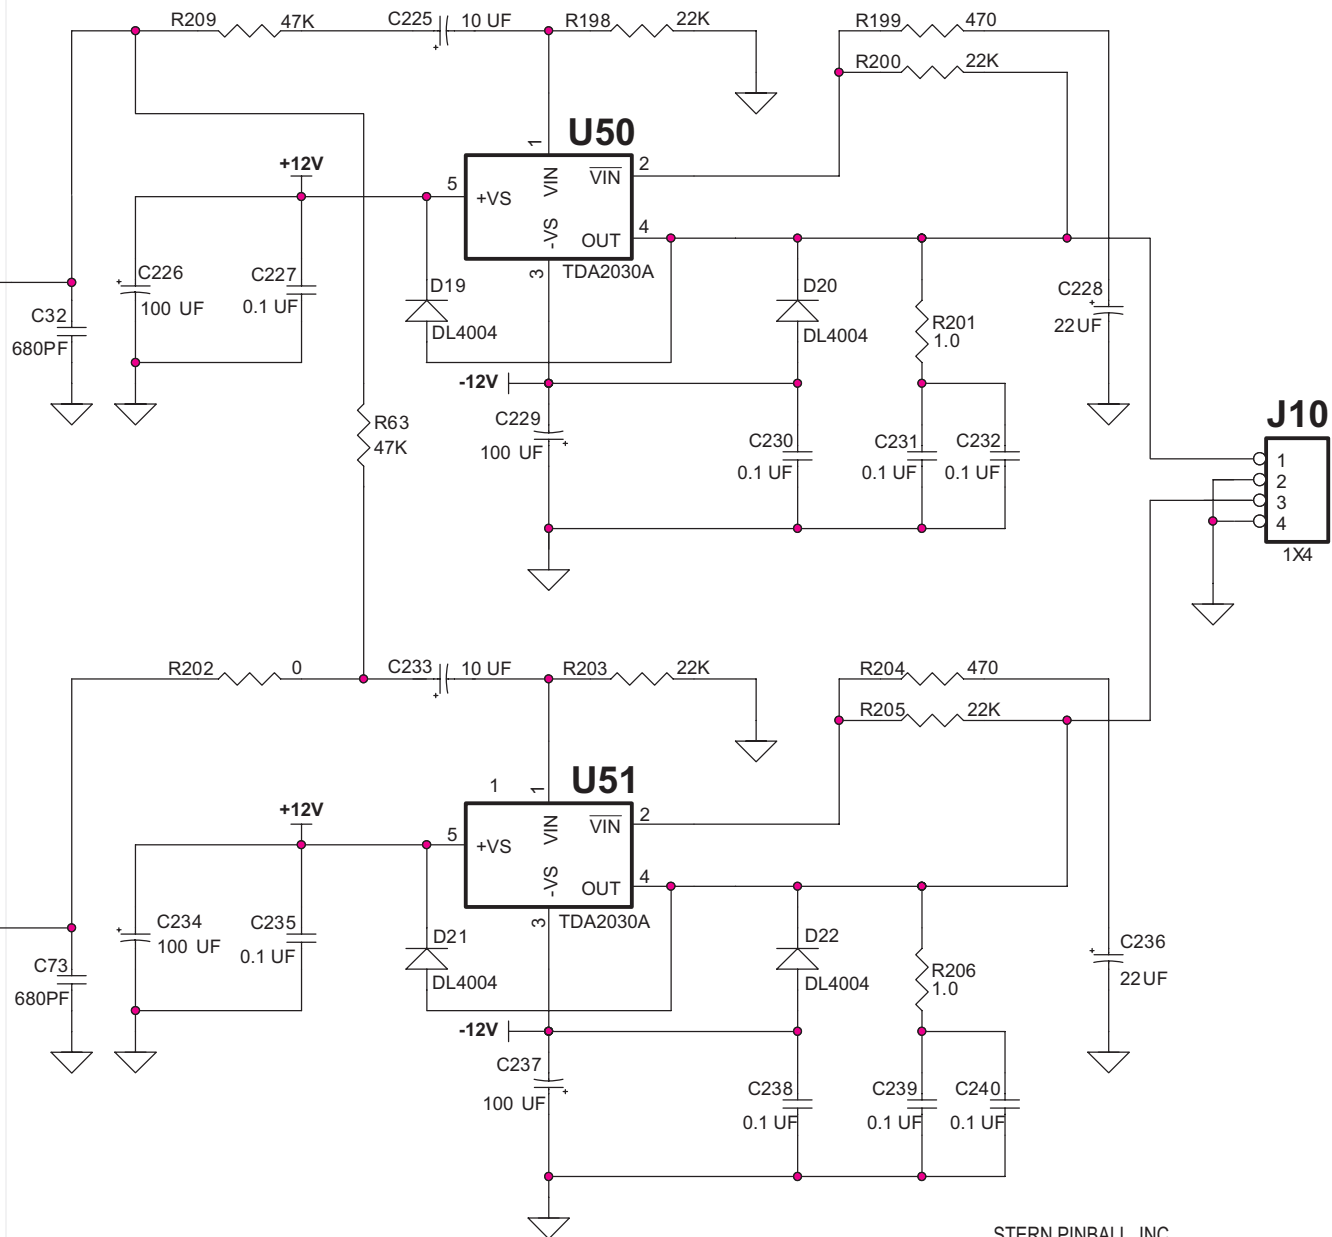 R209 47K C225 10 UF R198 22K R199 470
R200 22K
U50
+12V
1
5 +VS VIN VIN 2
-VS OUT 4
3 TDA2030A
C226
100 UF
C227
0.1 UF
D19
DL4004
D20
DL4004
C228
22UF
C32
680PF
R201
1.0
-12V
R63
47K
C229
100 UF
C230
0.1 UF
C231
0.1 UF
C232
0.1 UF
J10
1
2
3
4
1X4
R202 0 C233 10 UF R203 22K R204 470
R205 22K
U51
1
+12V
1
5 +VS VIN VIN 2
-VS OUT 4
3 TDA2030A
C234
100 UF
C235
0.1 UF
D21
DL4004
D22
DL4004
C236
22UF
C73
680PF
R206
1.0
-12V
C237
100 UF
C238
0.1 UF
C239
0.1 UF
C240
0.1 UF
STERN PINBALL, INC